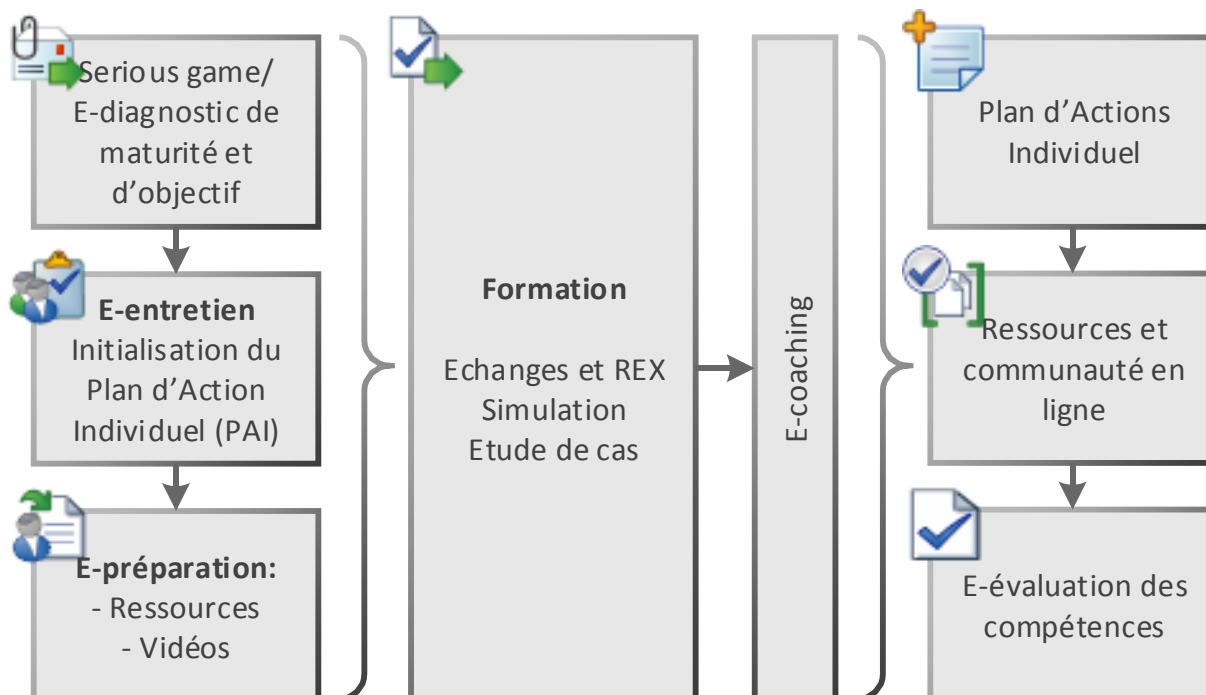 Serious game/
E-diagnostic de
maturité et
d’objectif
E-entretien
Initialisation du
Plan d’Action
Individuel (PAI)
E-préparation:
- Ressources
- Vidéos
Formation
Echanges et REX
Simulation
Etude de cas
E-coaching
Plan d’Actions
Individuel
Ressources et
communauté en
ligne
E-évaluation des
compétences